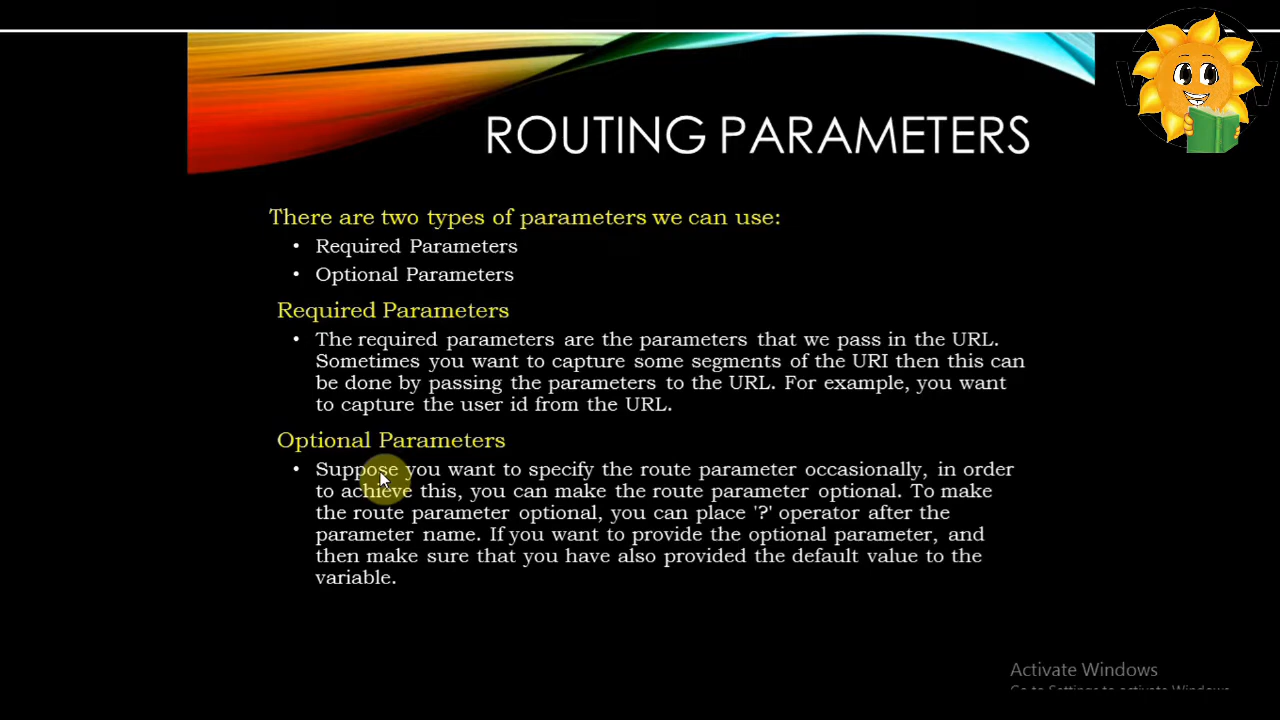 ROUTING PARAMETERS
There are two types of parameters we can use:
• Required Parameters
• Optional Parameters
Required Parameters
• The required parameters are the parameters that we pass in the URL.
Sometimes you want to capture some segments of the URI then this can
be done by passing the parameters to the URL. For example, you want
to capture the user id from the URL.
Optional Parameters
• Suppose you want to specify the route parameter occasionally, in order
to achieve this, you can make the route parameter optional. To make
the route parameter optional, you can place '?' operator after the
parameter name. If you want to provide the optional parameter, and
then make sure that you have also provided the default value to the
variable.
Activate Windows
Go to Settings to activate Windows.